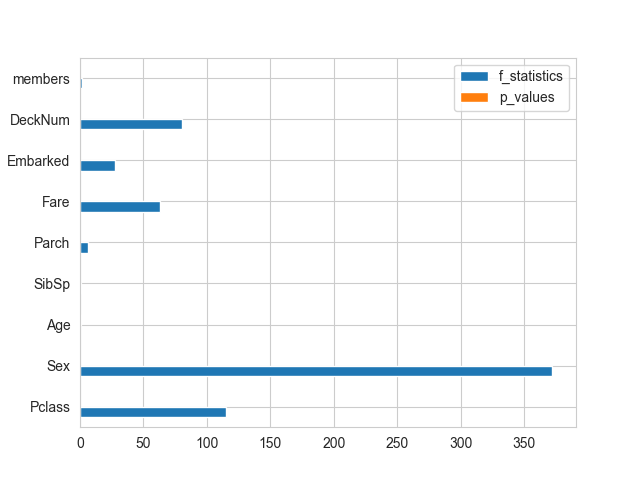 members
DeckNum
Embarked
Fare
Parch
SibSp
Age
Sex
Pclass
0 50 100 150 200 250 300 350
f_statistics
p_values